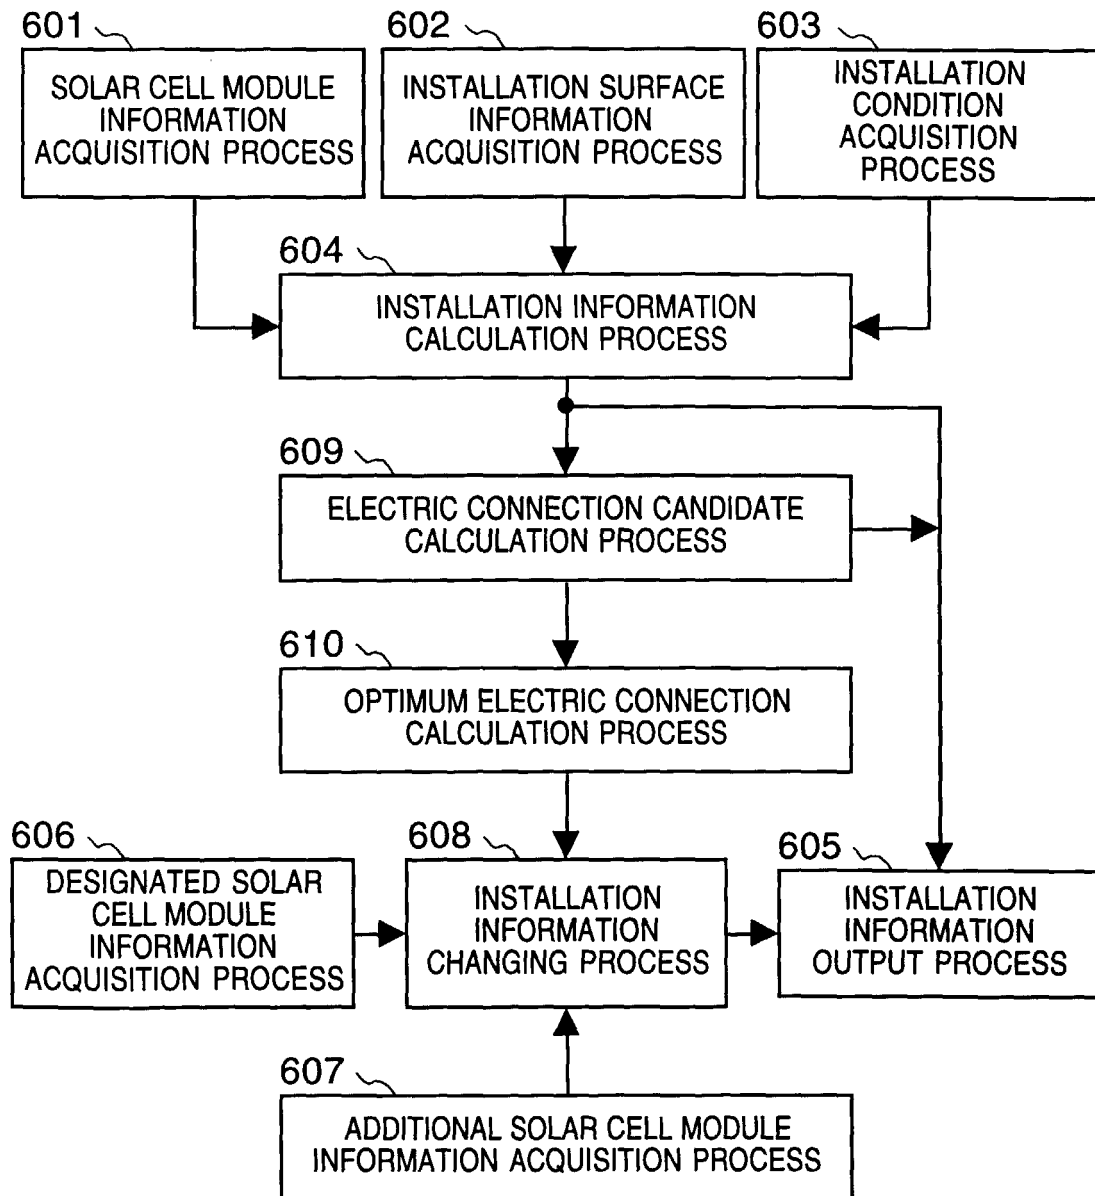 601
SOLAR CELL MODULE
INFORMATION
ACQUISITION PROCESS
602
INSTALLATION SURFACE
INFORMATION
ACQUISITION PROCESS
603
INSTALLATION
CONDITION
ACQUISITION
PROCESS
604
INSTALLATION INFORMATION
CALCULATION PROCESS
609
ELECTRIC CONNECTION CANDIDATE
CALCULATION PROCESS
610
OPTIMUM ELECTRIC CONNECTION
CALCULATION PROCESS
606
DESIGNATED SOLAR
CELL MODULE
INFORMATION
ACQUISITION PROCESS
608
INSTALLATION
INFORMATION
CHANGING PROCESS
605
INSTALLATION
INFORMATION
OUTPUT PROCESS
607
ADDITIONAL SOLAR CELL MODULE
INFORMATION ACQUISITION PROCESS